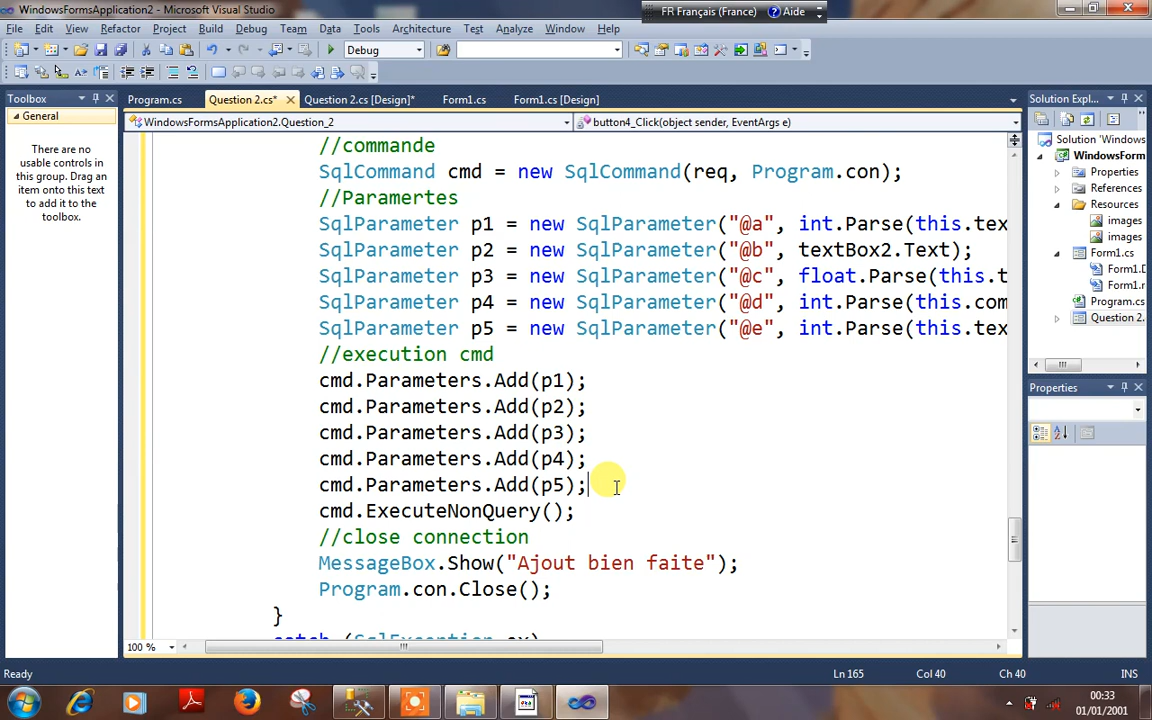 WindowsFormsApplication2 - Microsoft Visual Studio
FR Français (France) Aide
File Edit View Refactor Project Build Debug Team Data Tools Architecture Test Analyze Window Help
Debug
Toolbox
General
There are no
usable controls in
this group. Drag an
item onto this text
to add it to the
toolbox.
Program.cs Question 2.cs* Question 2.cs [Design]* Form1.cs Form1.cs [Design]
WindowsFormsApplication2.Question_2 button4_Click(object sender, EventArgs e)
//commande
SqlCommand cmd = new SqlCommand(req, Program.con);
//Paramertes
SqlParameter p1 = new SqlParameter("@a", int.Parse(this.tex
SqlParameter p2 = new SqlParameter("@b", textBox2.Text);
SqlParameter p3 = new SqlParameter("@c", float.Parse(this.t
SqlParameter p4 = new SqlParameter("@d", int.Parse(this.com
SqlParameter p5 = new SqlParameter("@e", int.Parse(this.tex
//execution cmd
cmd.Parameters.Add(p1);
cmd.Parameters.Add(p2);
cmd.Parameters.Add(p3);
cmd.Parameters.Add(p4);
cmd.Parameters.Add(p5);
cmd.ExecuteNonQuery();
//close connection
MessageBox.Show("Ajout bien faite");
Program.con.Close();
}
catch (SqlException ex)
100 %
Solution Expl...
Solution 'Windows
WindowsForm
Properties
References
Resources
images
images
Form1.cs
Form1.D
Form1.r
Program.cs
Question 2.
Properties
Ready Ln 165 Col 40 Ch 40 INS
00:33
01/01/2001